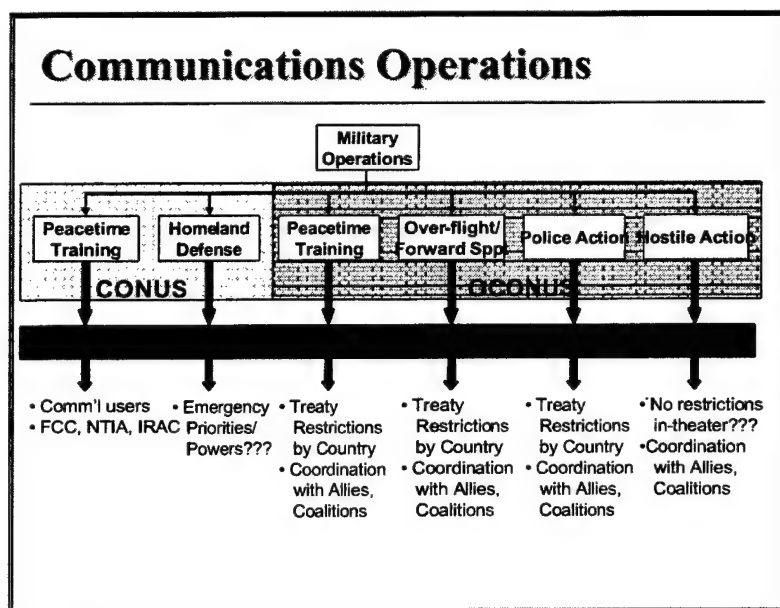 Communications Operations
Military
Operations
Peacetime
Training
Homeland
Defense
Peacetime
Training
Over-flight/
Forward Sppt
Police Action
Hostile Action
CONUS
OCONUS
• Comm'l users
• FCC, NTIA, IRAC
• Emergency
Priorities/
Powers???
• Treaty
Restrictions
by Country
• Coordination
with Allies,
Coalitions
• Treaty
Restrictions
by Country
• Coordination
with Allies,
Coalitions
• Treaty
Restrictions
by Country
• Coordination
with Allies,
Coalitions
• No restrictions
in-theater???
• Coordination
with Allies,
Coalitions